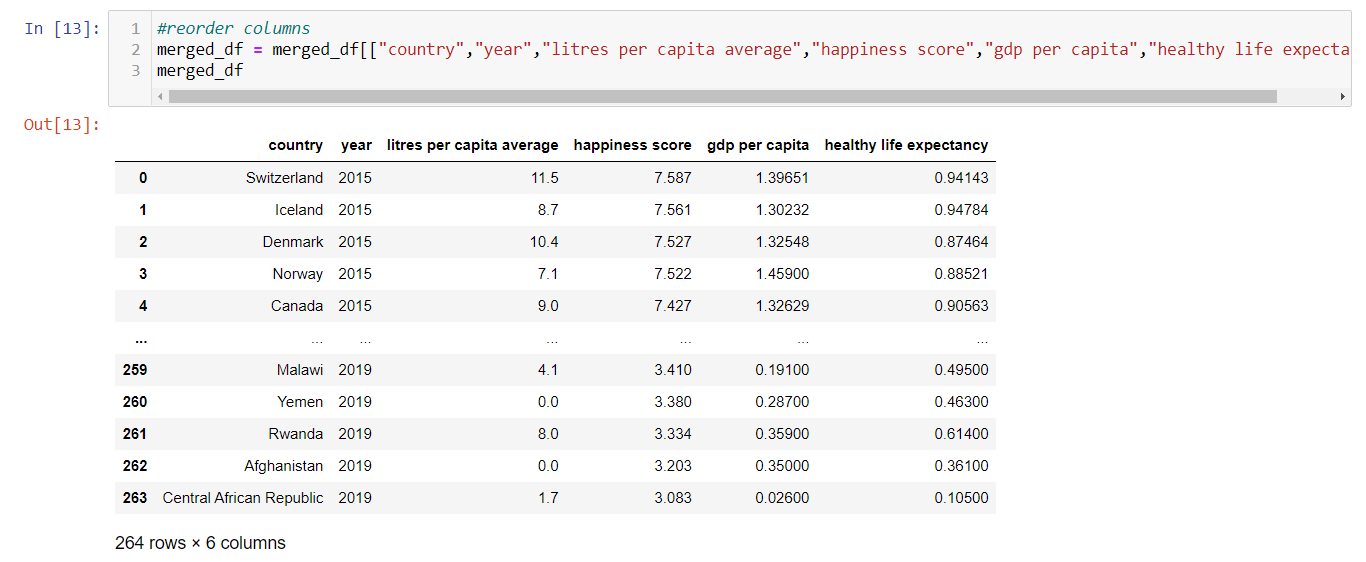 In [13]:
1 #reorder columns
2 merged_df = merged_df[["country","year","litres per capita average","happiness score","gdp per capita","healthy life expecta
3 merged_df
Out[13]:
country year litres per capita average happiness score gdp per capita healthy life expectancy
0 Switzerland 2015 11.5 7.587 1.39651 0.94143
1 Iceland 2015 8.7 7.561 1.30232 0.94784
2 Denmark 2015 10.4 7.527 1.32548 0.87464
3 Norway 2015 7.1 7.522 1.45900 0.88521
4 Canada 2015 9.0 7.427 1.32629 0.90563
... ... ... ... ... ... ...
259 Malawi 2019 4.1 3.410 0.19100 0.49500
260 Yemen 2019 0.0 3.380 0.28700 0.46300
261 Rwanda 2019 8.0 3.334 0.35900 0.61400
262 Afghanistan 2019 0.0 3.203 0.35000 0.36100
263 Central African Republic 2019 1.7 3.083 0.02600 0.10500
264 rows × 6 columns